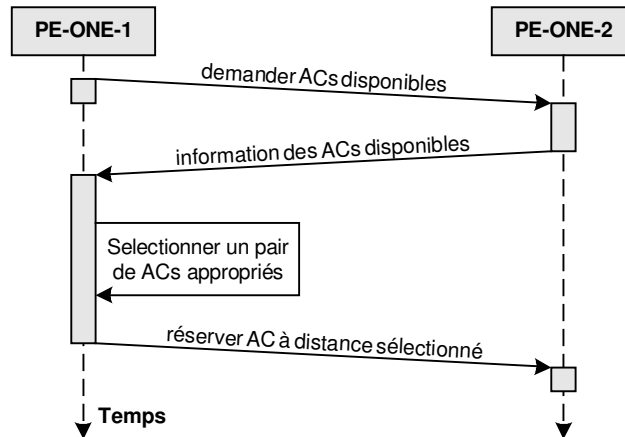 PE-ONE-1
PE-ONE-2
demander ACs disponibles
information des ACs disponibles
Selectionner un pair
de ACs appropriés
réserver AC à distance sélectionné
Temps